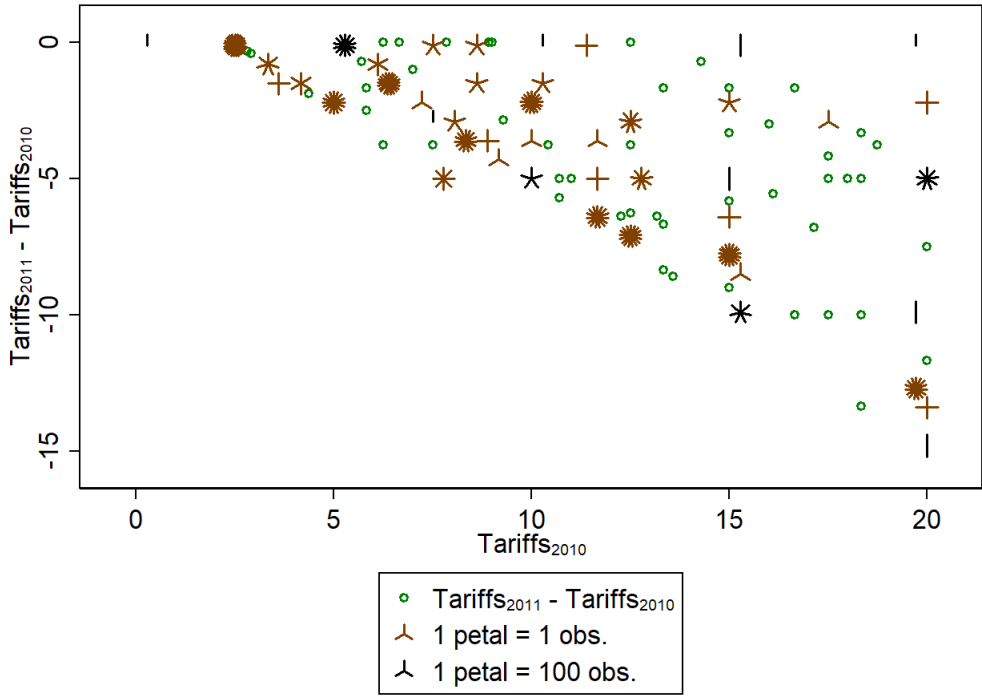 Tariffs₂₀₁₁ - Tariffs₂₀₁₀
0
-5
-10
-15
0 5 10 15 20
Tariffs₂₀₁₀
Tariffs₂₀₁₁ - Tariffs₂₀₁₀
1 petal = 1 obs.
1 petal = 100 obs.